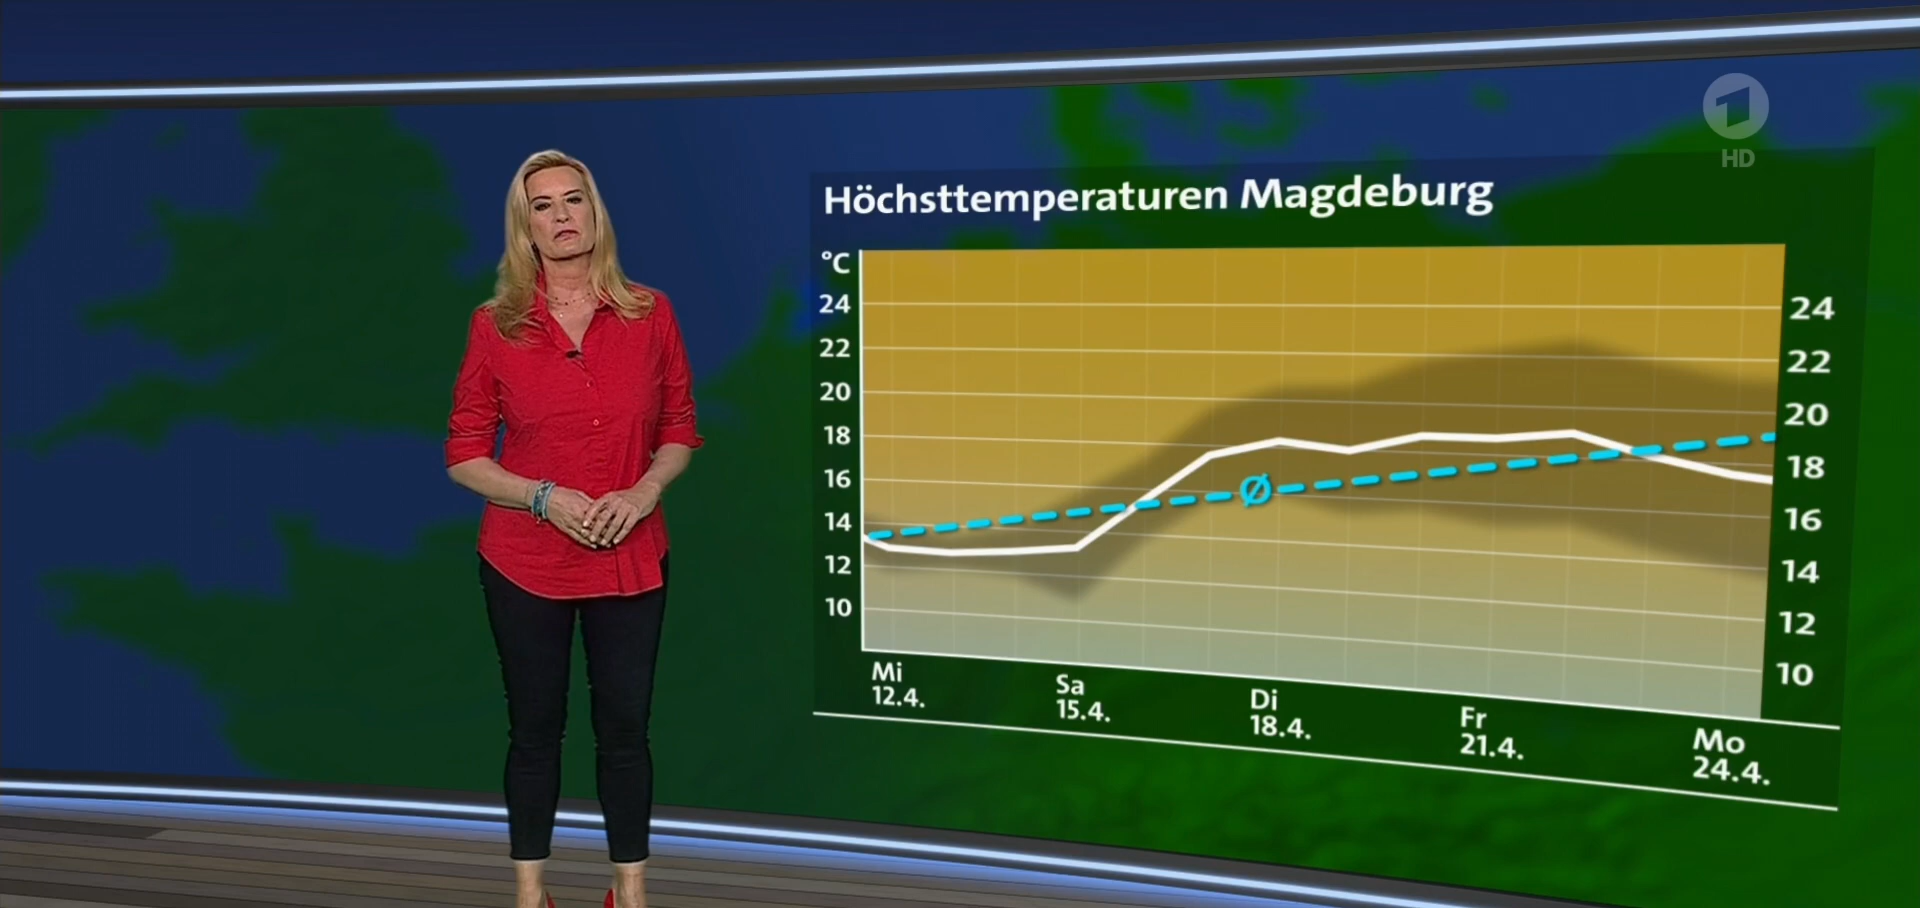 1
HD
Höchsttemperaturen Magdeburg
°C
24 24
22 22
20 20
18 18
16 16
14 14
12 12
10 10
Ø
Mi Sa Di Fr Mo
12.4. 15.4. 18.4. 21.4. 24.4.